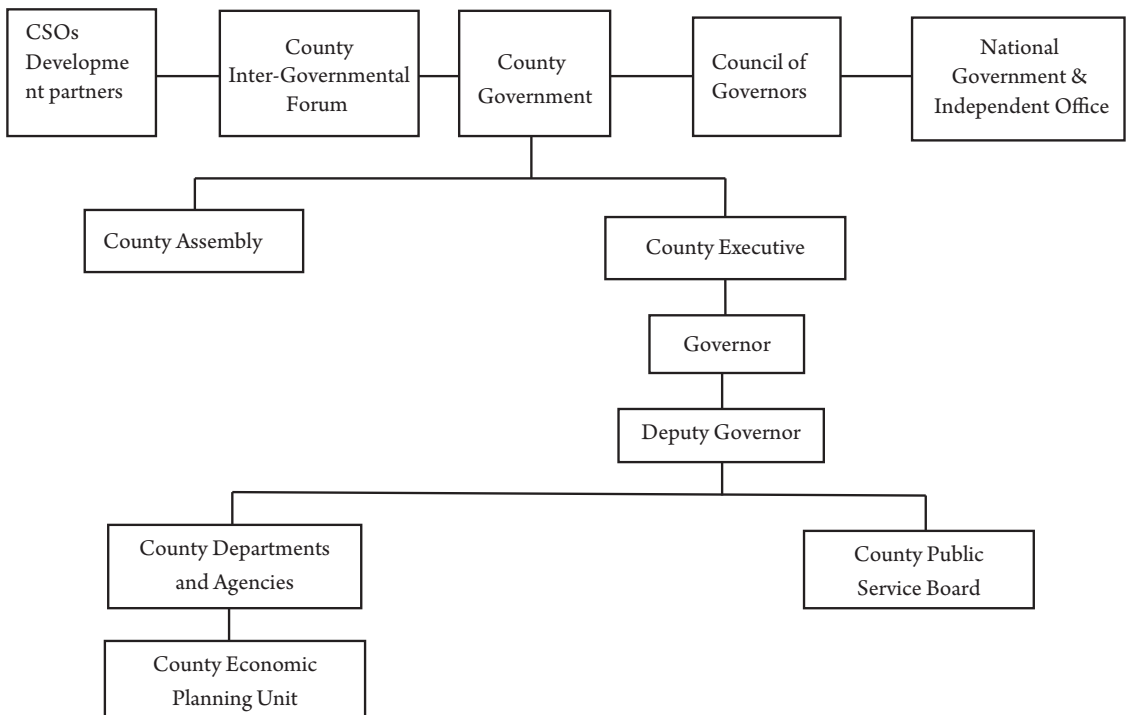 CSOs
Developme
nt partners
County
Inter-Governmental
Forum
County
Government
Council of
Governors
National
Government &
Independent Office
County Assembly
County Executive
Governor
Deputy Governor
County Departments
and Agencies
County Public
Service Board
County Economic
Planning Unit